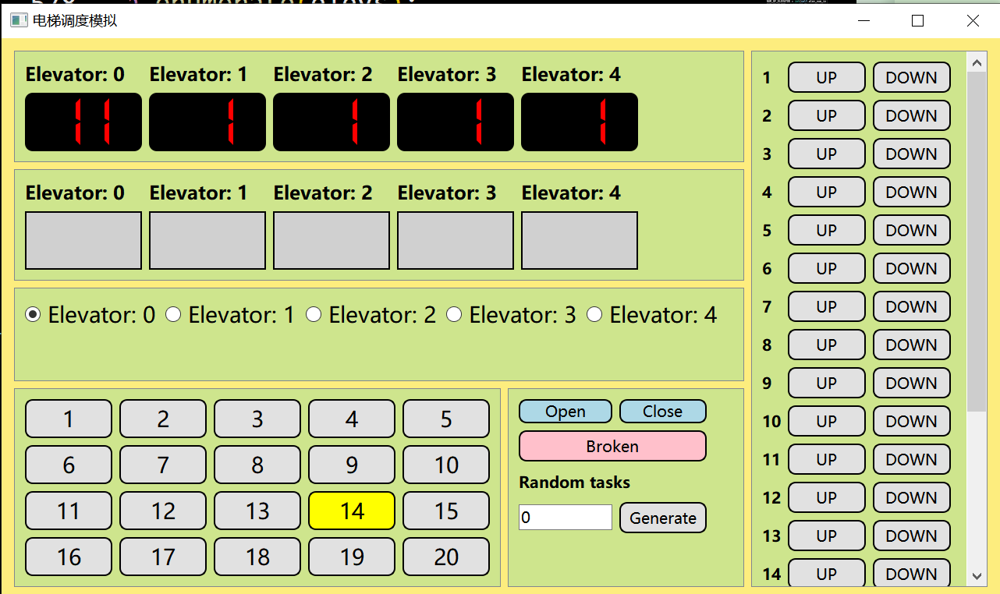 电梯调度模拟
Elevator: 0 Elevator: 1 Elevator: 2 Elevator: 3 Elevator: 4
11 1 1 1 1
Elevator: 0 Elevator: 1 Elevator: 2 Elevator: 3 Elevator: 4
Elevator: 0 Elevator: 1 Elevator: 2 Elevator: 3 Elevator: 4
1 2 3 4 5
6 7 8 9 10
11 12 13 14 15
16 17 18 19 20
Open Close
Broken
Random tasks
0 Generate
1 UP DOWN
2 UP DOWN
3 UP DOWN
4 UP DOWN
5 UP DOWN
6 UP DOWN
7 UP DOWN
8 UP DOWN
9 UP DOWN
10 UP DOWN
11 UP DOWN
12 UP DOWN
13 UP DOWN
14 UP DOWN